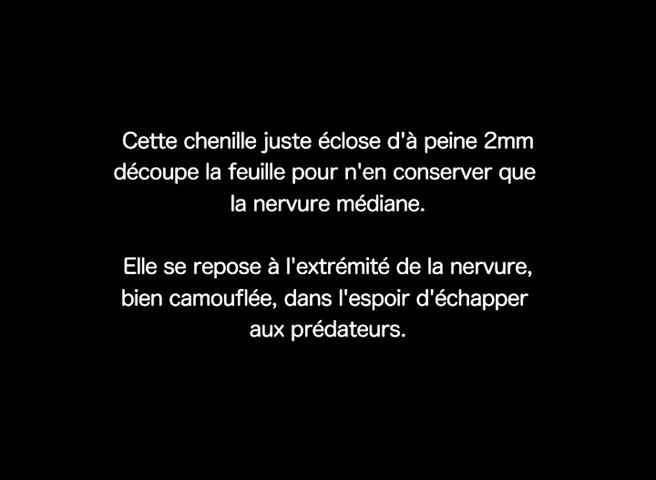 Cette chenille juste éclose d'à peine 2mm
découpe la feuille pour n'en conserver que
la nervure médiane.
Elle se repose à l'extrémité de la nervure,
bien camouflée, dans l'espoir d'échapper
aux prédateurs.